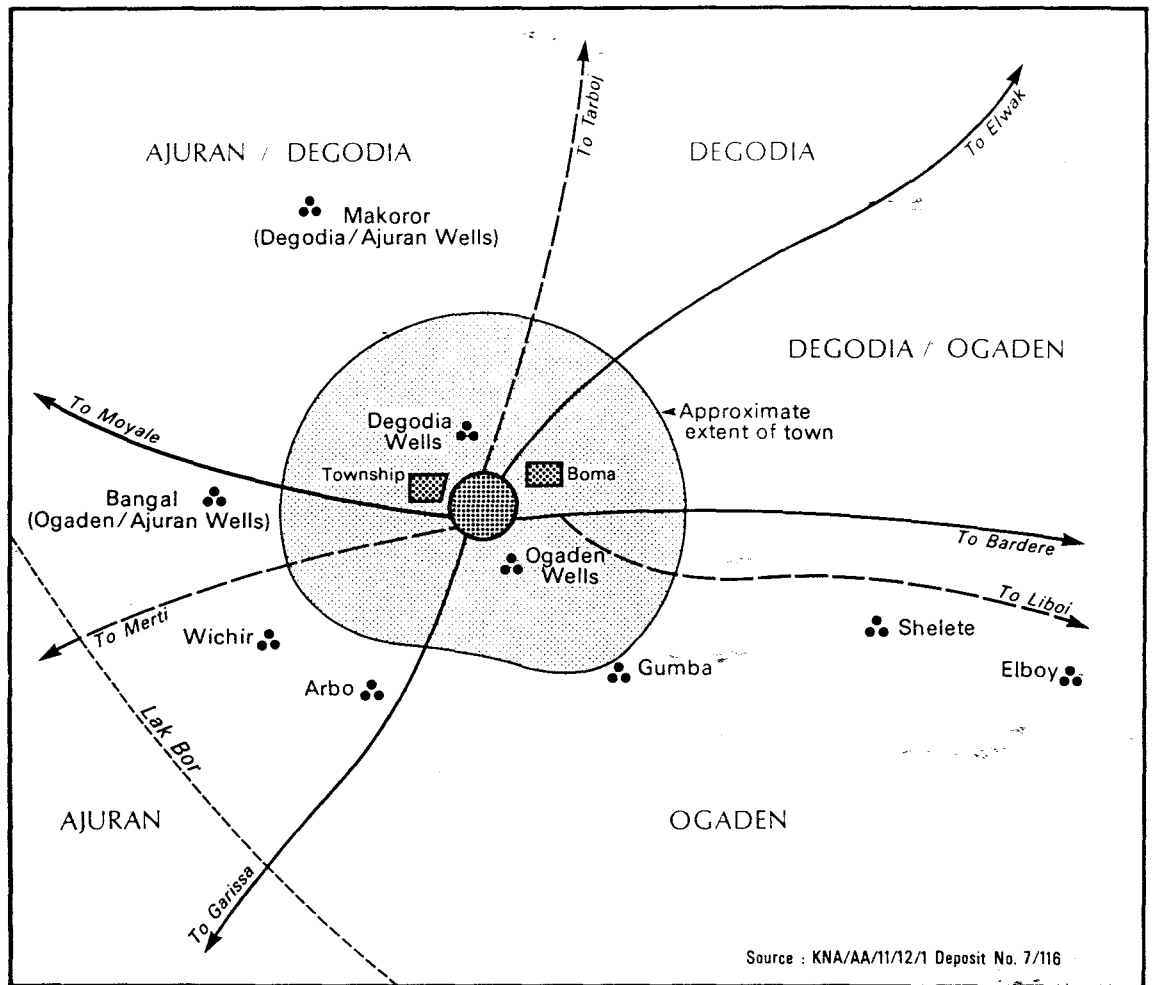 To Tarboj
To Elwak
AJURAN / DEGODIA
DEGODIA
Makoror
(Degodia/Ajuran Wells)
DEGODIA / OGADEN
To Moyale
Approximate
extent of town
Degodia
Wells
Township
Boma
Bangal
(Ogaden/Ajuran Wells)
To Bardere
Ogaden
Wells
To Liboi
To Merti
Wichir
Shelete
Arbo
Gumba
Elboy
Lak Bor
AJURAN
OGADEN
To Garissa
Source : KNA/AA/11/12/1 Deposit No. 7/116